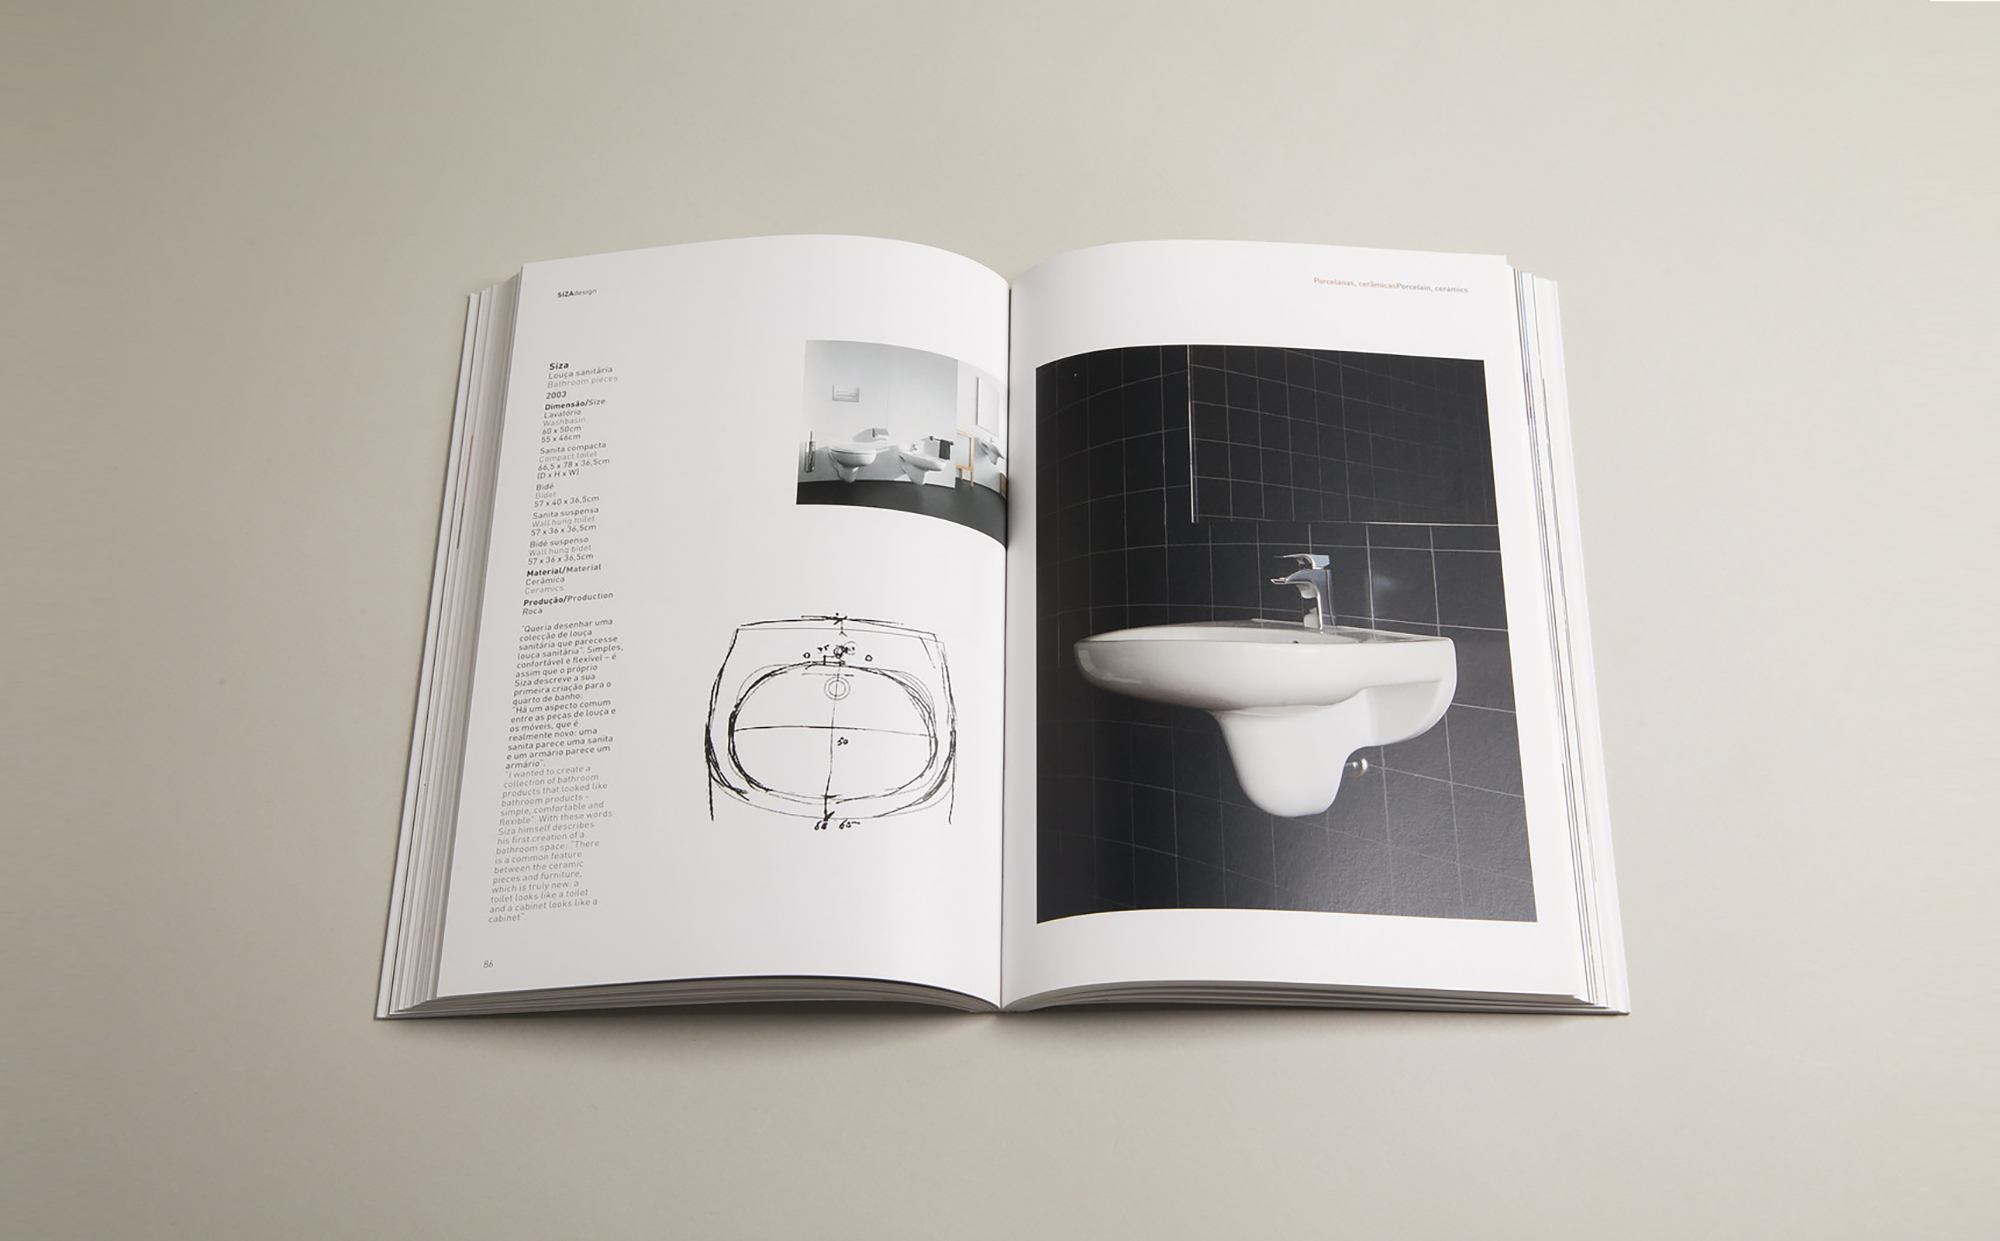 SIZAdesign
Siza
Louça sanitária
Bathroom pieces
2003
Dimensão/Size
Lavatório
Washbasin
60 x 50cm
55 x 46cm
Sanita compacta
Compact toilet
66,5 x 78 x 36,5cm
(D x H x W)
Bidé
Bidet
57 x 40 x 36,5cm
Sanita suspensa
Wall hung toilet
57 x 36 x 36,5cm
Bidé suspenso
Wall hung bidet
57 x 36 x 36,5cm
Material/Material
Cerâmica
Ceramics
Produção/Production
Roca
"Queria desenhar uma
colecção de louça
sanitária que parecesse
louça sanitária". Simples,
confortável e flexível – é
assim que o próprio
Siza descreve a sua
primeira criação para o
quarto de banho:
"Há um aspecto comum
entre as peças de louça e
os móveis, que é
realmente novo: uma
sanita parece uma sanita
e um armário parece um
armário".
"I wanted to create a
collection of bathroom
products that looked like
bathroom products –
simple, comfortable and
flexible". With these words
Siza himself describes
his first creation of a
bathroom space: "There
is a common feature
between the ceramic
pieces and furniture,
which is truly new: a
toilet looks like a toilet
and a cabinet looks like a
cabinet".
86
50
60
Porcelanas, cerâmicasPorcelain, ceramics